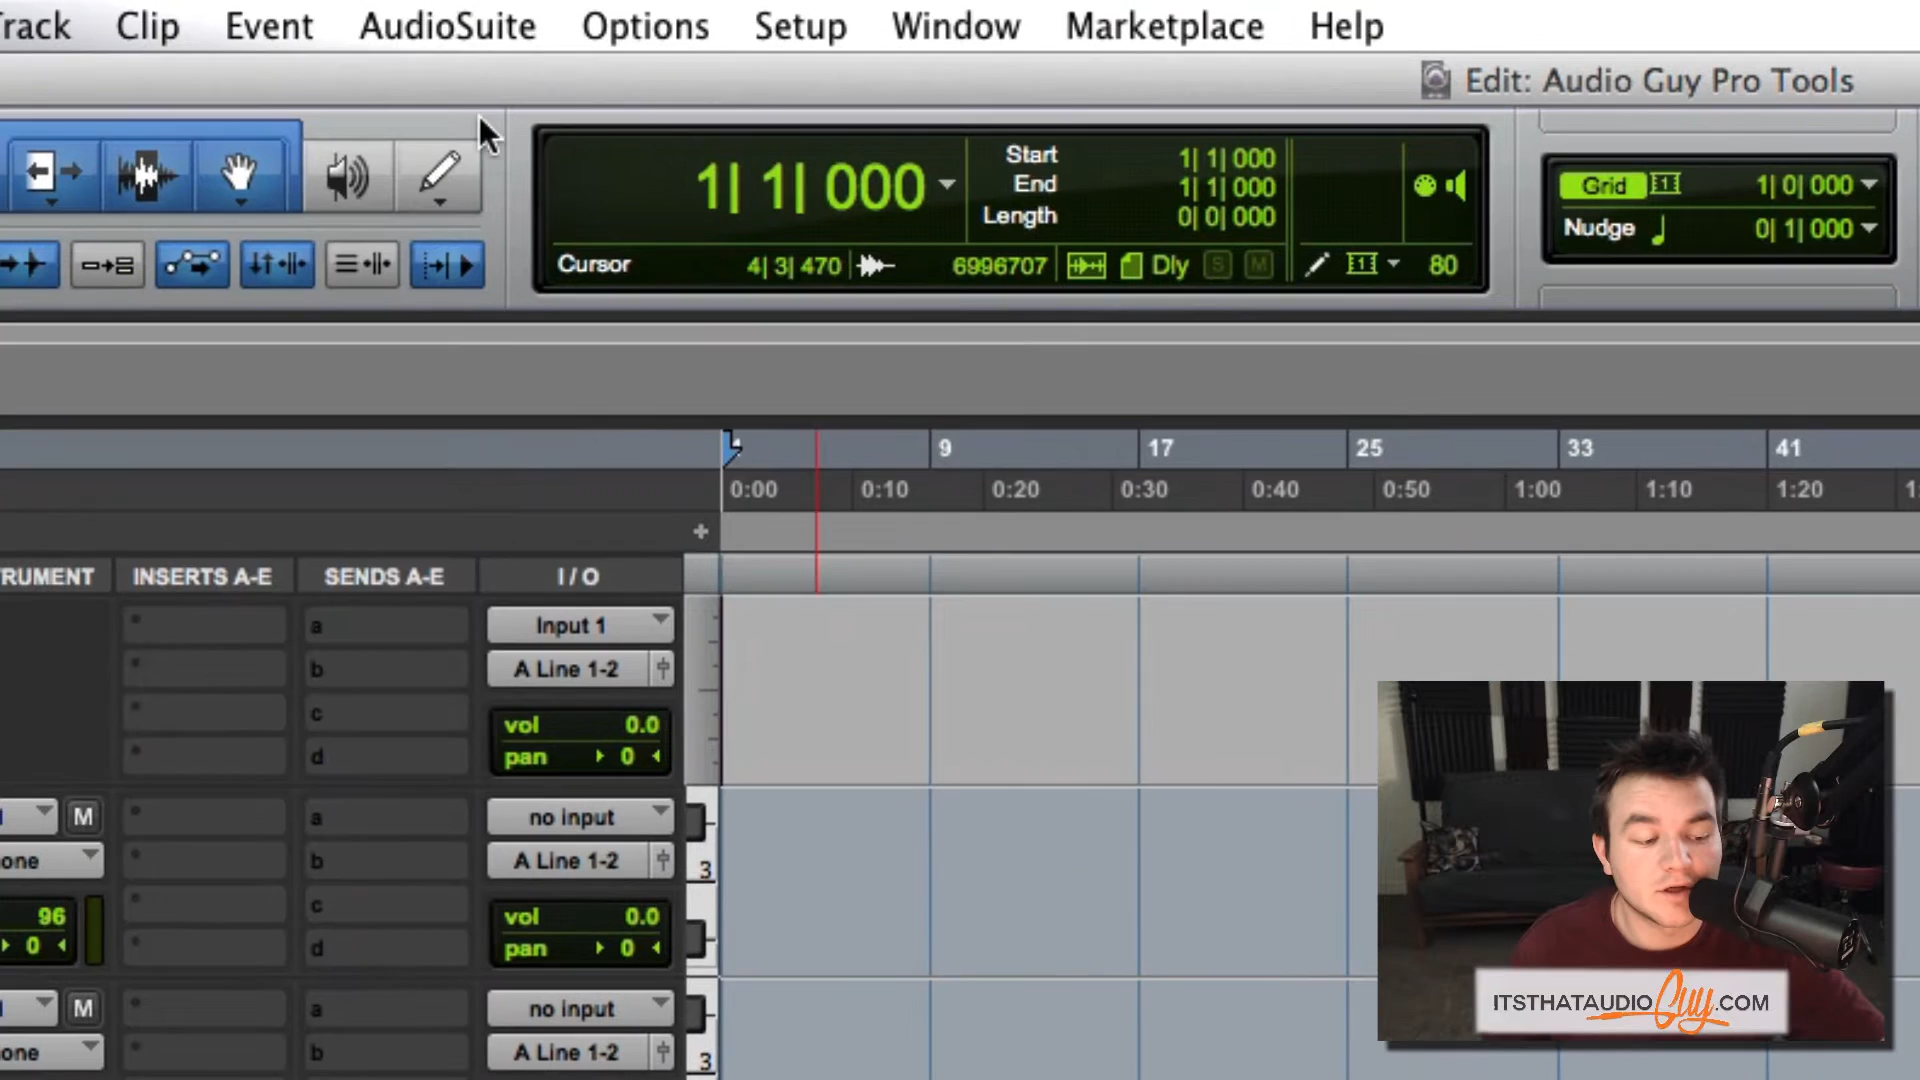 Track Clip Event AudioSuite Options Setup Window Marketplace Help
Edit: Audio Guy Pro Tools
1| 1| 000
Start 1| 1| 000
End 1| 1| 000
Length 0| 0| 000
Cursor 4| 3| 470 6996707 Dly S M 80
Grid 1| 0| 000
Nudge 0| 1| 000
9 17 25 33 41
0:00 0:10 0:20 0:30 0:40 0:50 1:00 1:10 1:20 1:
+
RUMENT INSERTS A-E SENDS A-E I / O
a Input 1
b A Line 1-2
c vol 0.0
d pan 0
M a no input
one b A Line 1-2 3
96 c vol 0.0
0 d pan 0
M a no input
one b A Line 1-2 3
ITSTHATAUDIOGuy.COM